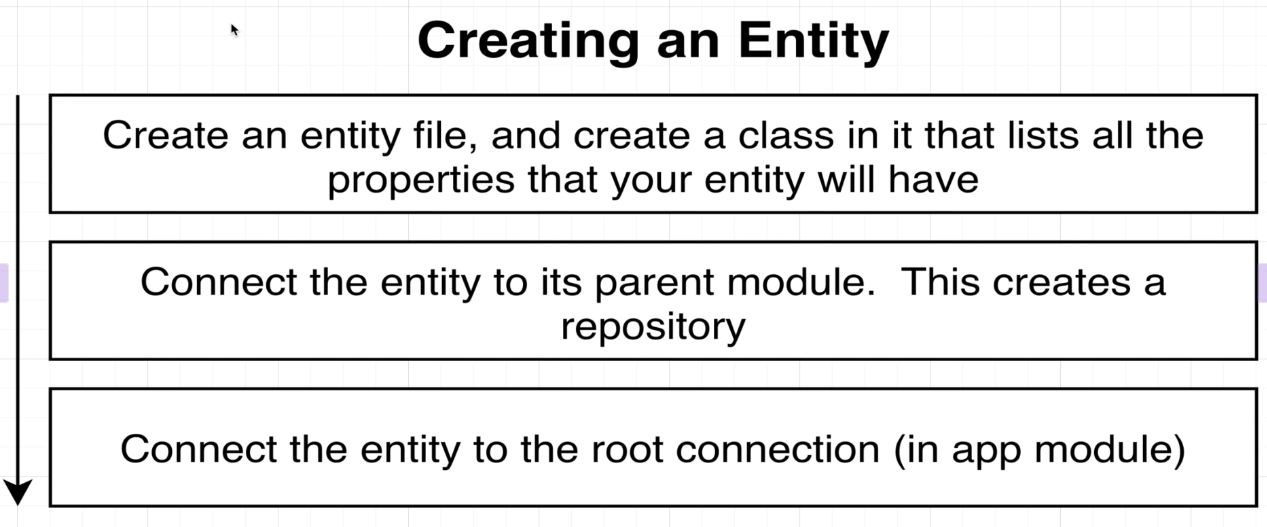 Creating an Entity
Create an entity file, and create a class in it that lists all the
properties that your entity will have
Connect the entity to its parent module.  This creates a
repository
Connect the entity to the root connection (in app module)